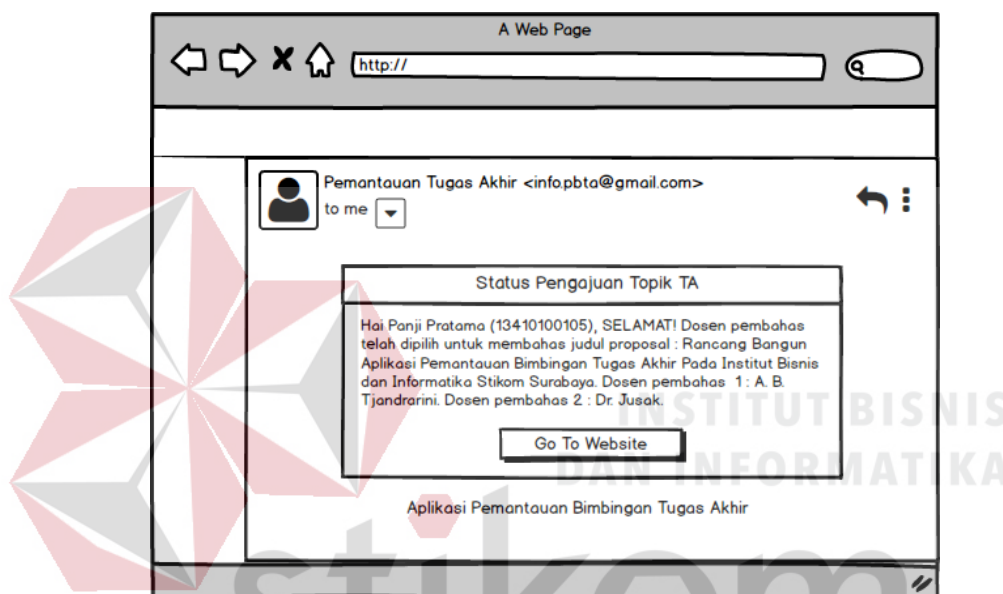 A Web Page
http://
Pemantauan Tugas Akhir <info.pbta@gmail.com>
to me
Status Pengajuan Topik TA
Hai Panji Pratama (13410100105), SELAMAT! Dosen pembahas
telah dipilih untuk membahas judul proposal : Rancang Bangun
Aplikasi Pemantauan Bimbingan Tugas Akhir Pada Institut Bisnis
dan Informatika Stikom Surabaya. Dosen pembahas 1 : A. B.
Tjandrarini. Dosen pembahas 2 : Dr. Jusak.
INSTITUT BISNIS
Go To Website
DAN INFORMATIKA
Aplikasi Pemantauan Bimbingan Tugas Akhir
stikom